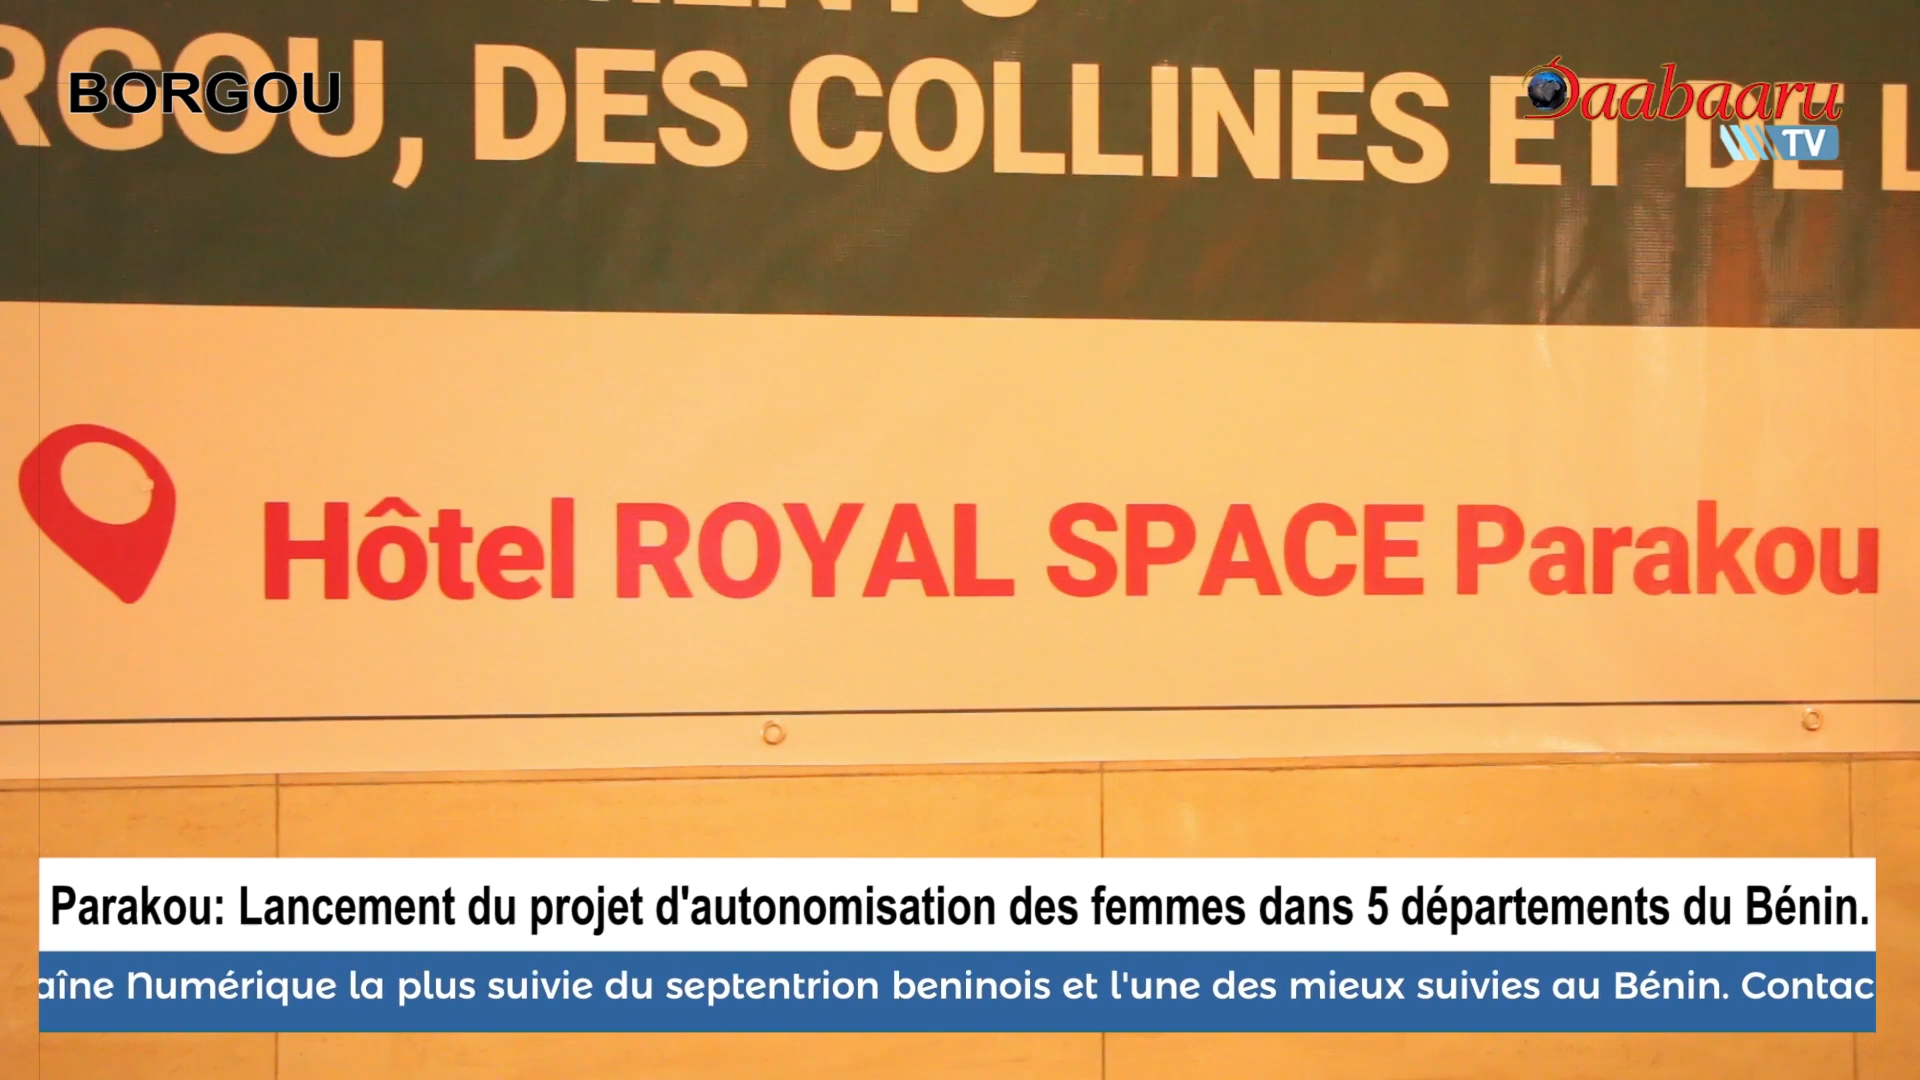 RGOU, DES COLLINES ET DE L
BORGOU
Daabaaru
TV
Hôtel ROYAL SPACE Parakou
Parakou: Lancement du projet d'autonomisation des femmes dans 5 départements du Bénin.
aîne Numérique la plus suivie du septentrion beninois et l'une des mieux suivies au Bénin. Contac